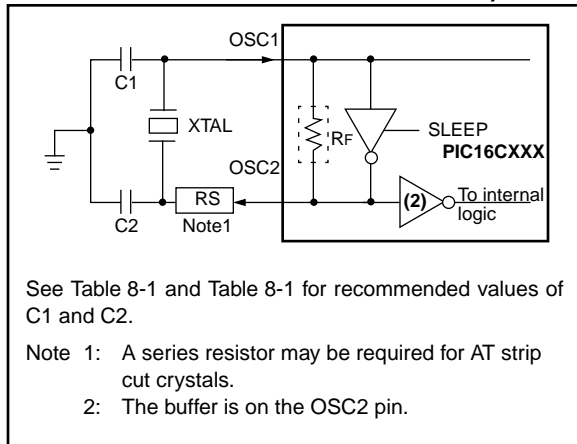 OSC1
C1
XTAL
RF
SLEEP
PIC16CXXX
OSC2
RS
(2)
To internal
logic
C2
Note1
See Table 8-1 and Table 8-1 for recommended values of
C1 and C2.
Note 1: A series resistor may be required for AT strip
cut crystals.
2: The buffer is on the OSC2 pin.